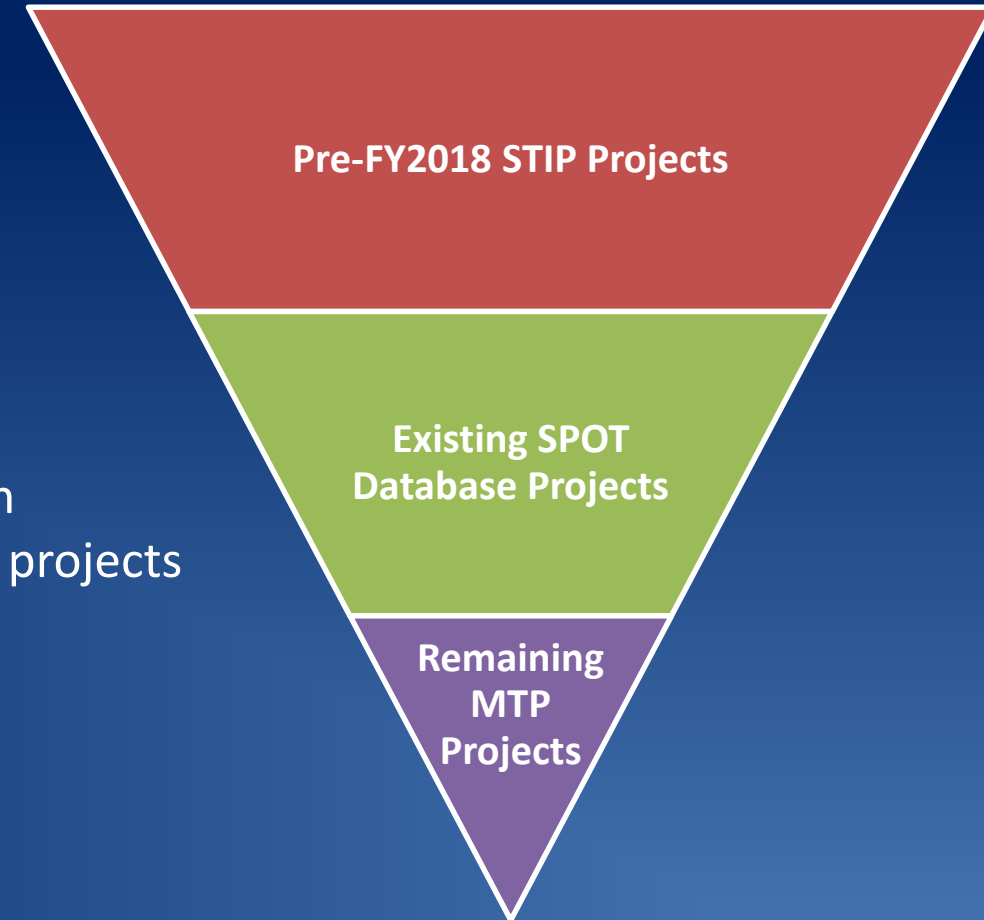 Pre-FY2018 STIP Projects
Existing SPOT
Database Projects
projects
Remaining
MTP
Projects